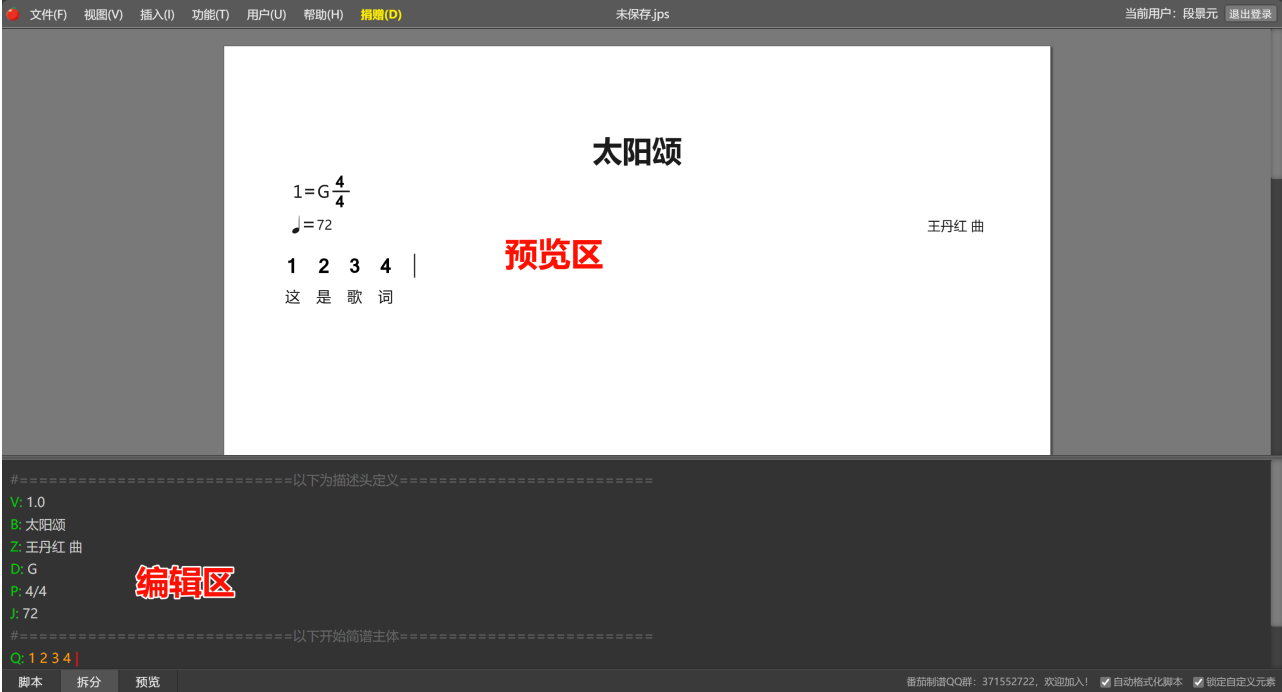 文件(F) 视图(V) 插入(I) 功能(T) 用户(U) 帮助(H) 捐赠(D) 未保存.jps 当前用户：段景元 退出登录
太阳颂
1=G 4/4
♩=72
王丹红 曲
1 2 3 4 |
预览区
这 是 歌 词
#============================以下为描述头定义==========================
V: 1.0
B: 太阳颂
Z: 王丹红 曲
D: G
P: 4/4
J: 72
编辑区
#============================以下开始简谱主体==========================
Q: 1 2 3 4 |
脚本 拆分 预览 番茄制谱QQ群：371552722，欢迎加入！ 自动格式化脚本 锁定自定义元素